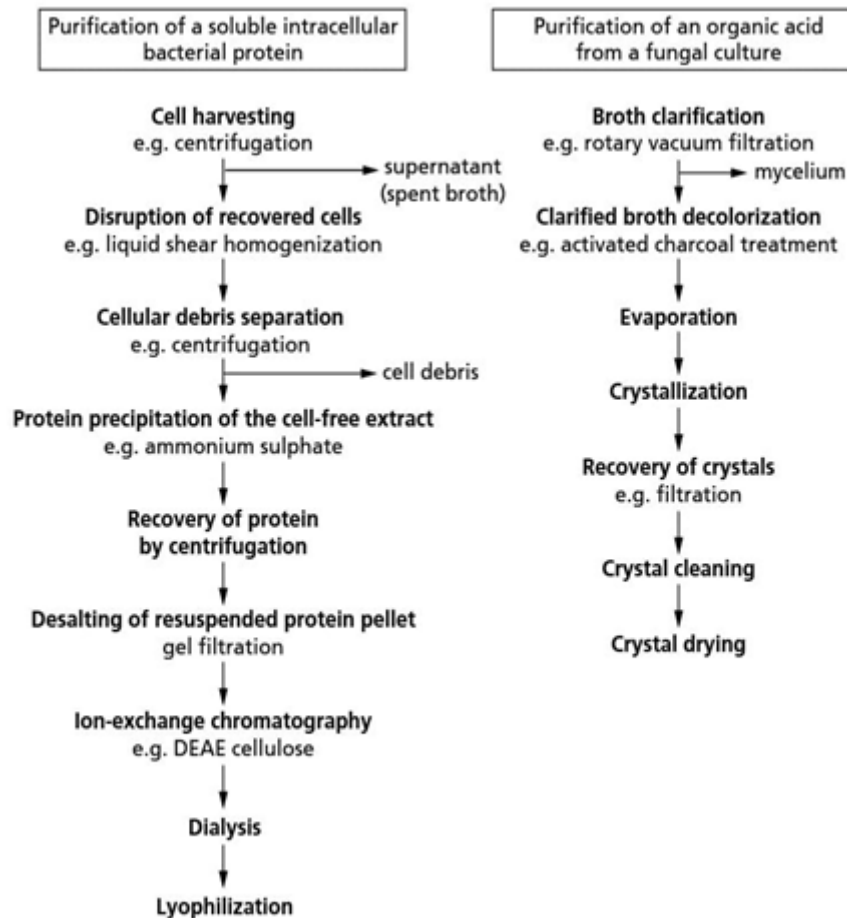 Purification of a soluble intracellular
bacterial protein
Cell harvesting
e.g. centrifugation
supernatant
(spent broth)
Disruption of recovered cells
e.g. liquid shear homogenization
Cellular debris separation
e.g. centrifugation
cell debris
Protein precipitation of the cell-free extract
e.g. ammonium sulphate
Recovery of protein
by centrifugation
Desalting of resuspended protein pellet
gel filtration
Ion-exchange chromatography
e.g. DEAE cellulose
Dialysis
Lyophilization
Purification of an organic acid
from a fungal culture
Broth clarification
e.g. rotary vacuum filtration
mycelium
Clarified broth decolorization
e.g. activated charcoal treatment
Evaporation
Crystallization
Recovery of crystals
e.g. filtration
Crystal cleaning
Crystal drying